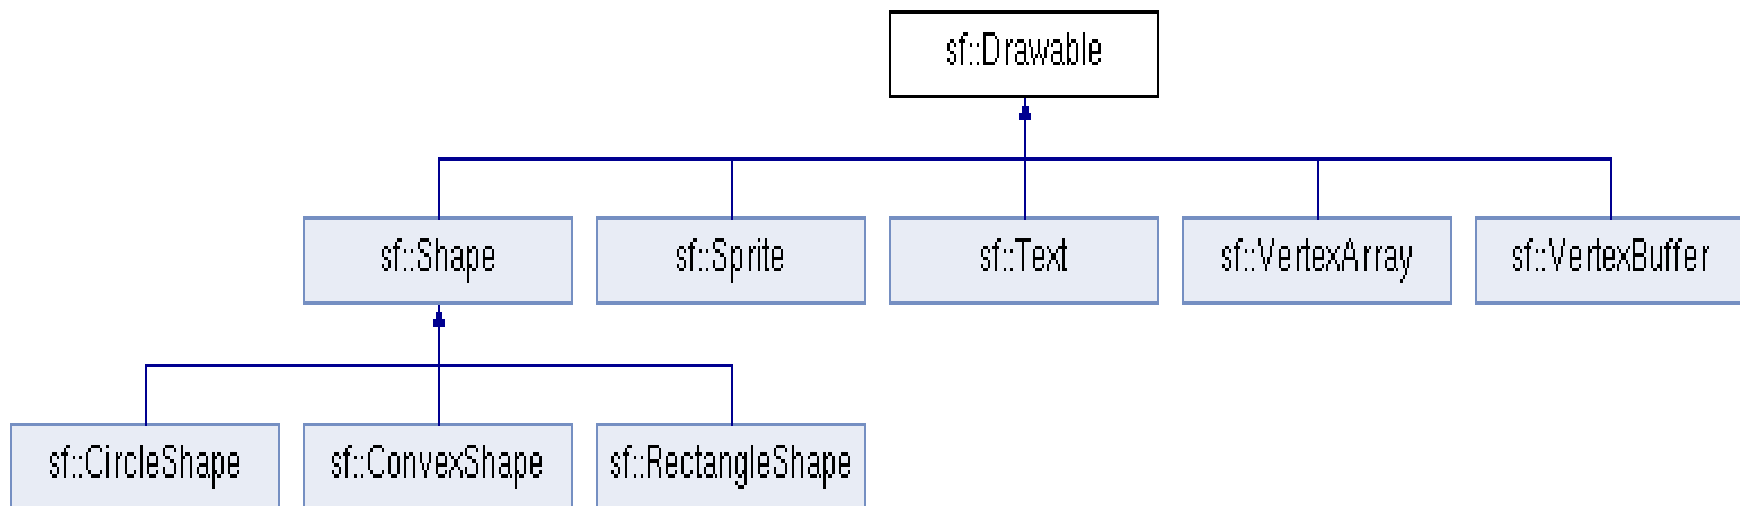 sf::Drawable
sf::Shape
sf::Sprite
sf::Text
sf::VertexArray
sf::VertexBuffer
sf::CircleShape
sf::ConvexShape
sf::RectangleShape